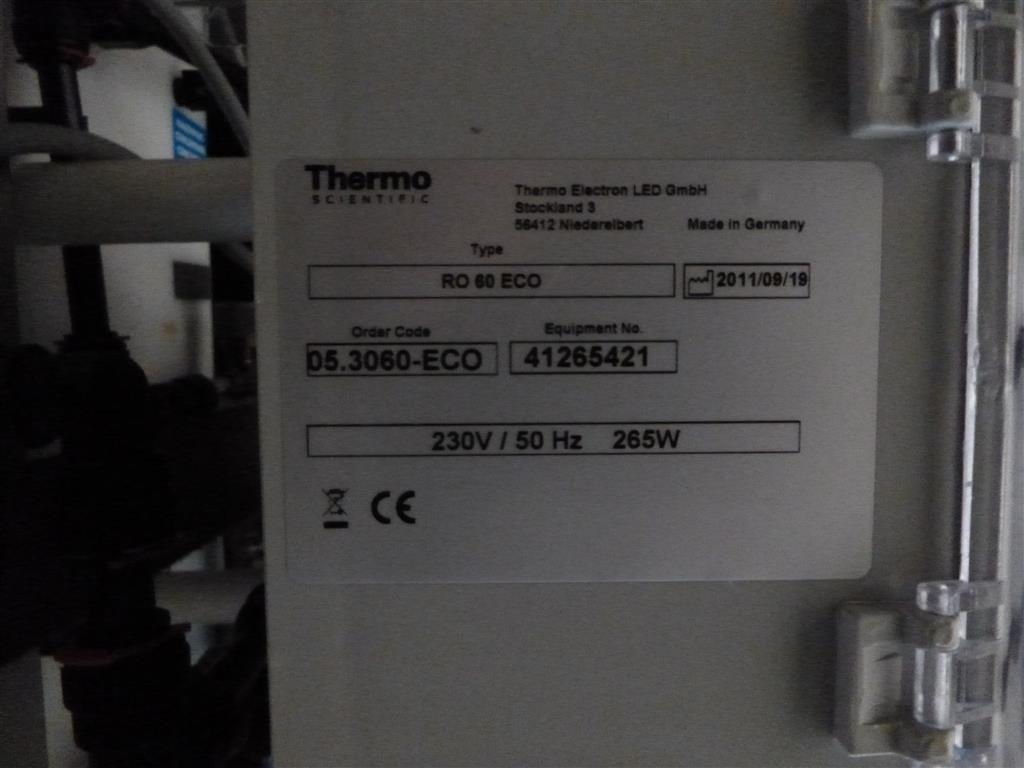 Thermo
SCIENTIFIC
Thermo Electron LED GmbH
Stockland 3
56412 Niederelbert
Made in Germany
Type
RO 60 ECO
2011/09/19
Order Code
Equipment No.
05.3060-ECO
41265421
230V / 50 Hz 265W
CE